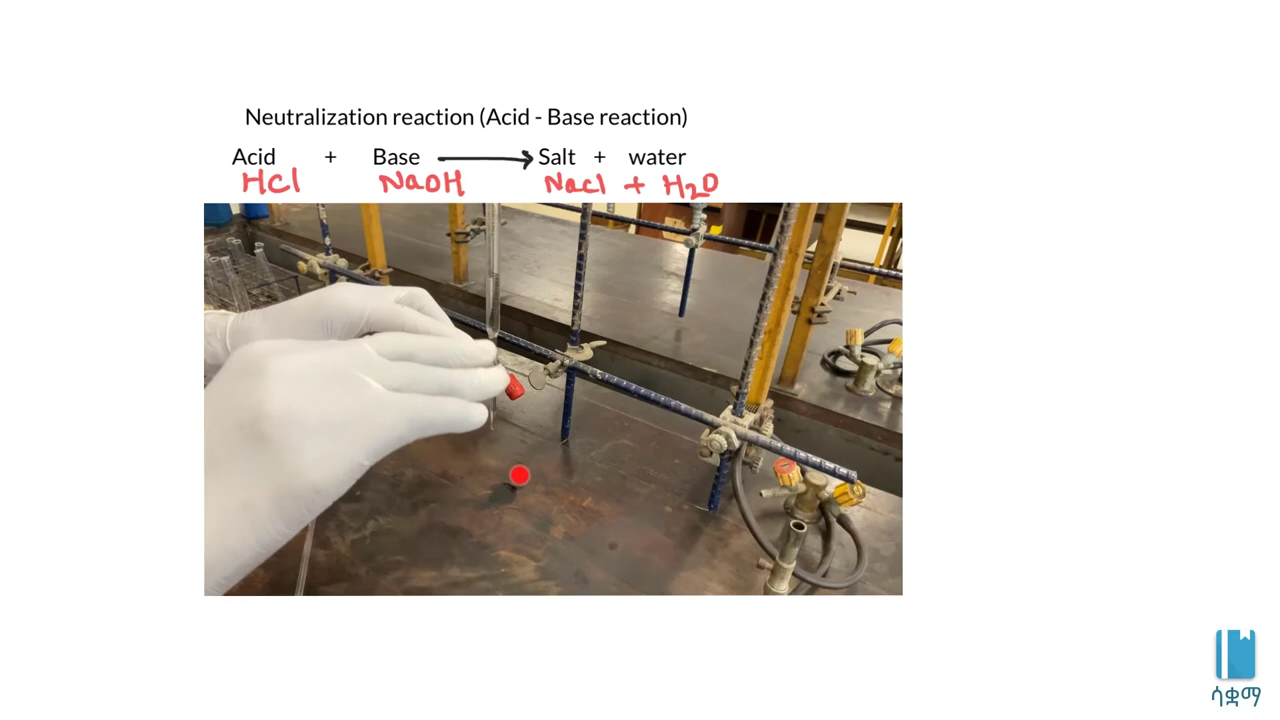 Neutralization reaction (Acid - Base reaction)
Acid + Base ⟶ Salt + water
HCl NaOH NaCl + H₂O
ሳቋማ